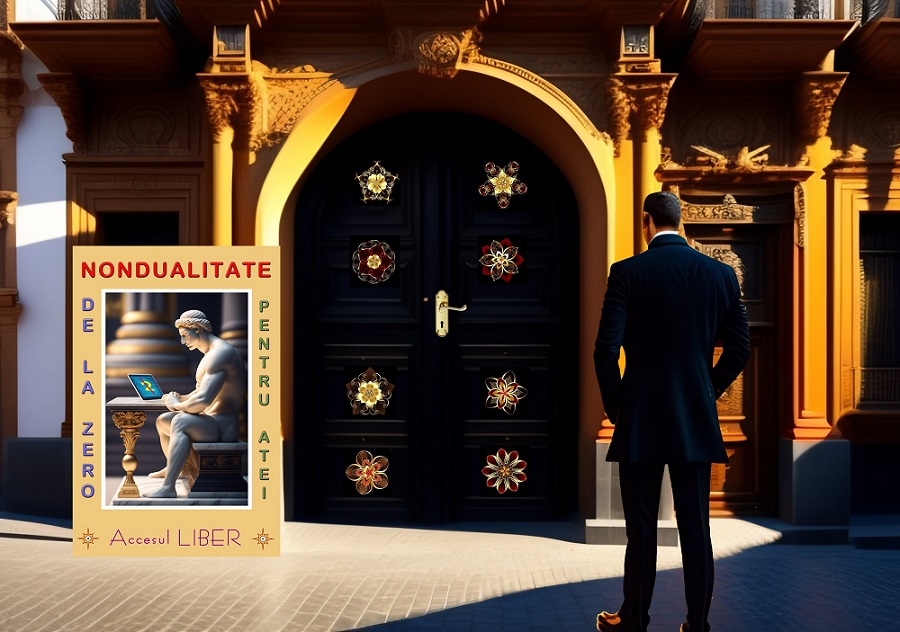 NONDUALITATE
DE LA ZERO
PENTRU ATEI
?
Accesul LIBER